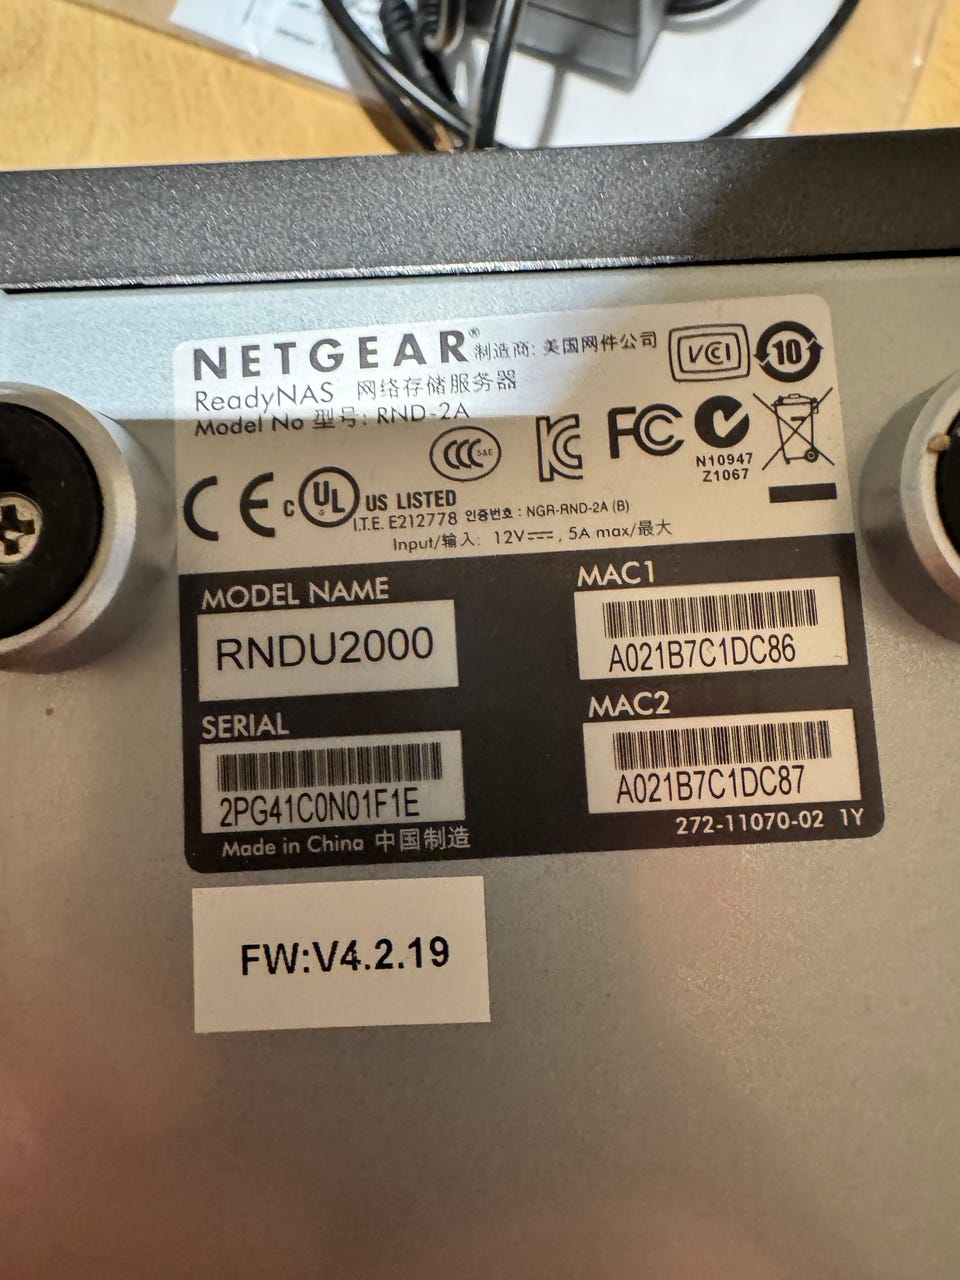 NETGEAR® 制造商: 美国网件公司
ReadyNAS 网络存储服务器
Model No 型号: RND-2A
VCI
10
CCC S&E
FC
N10947
Z1067
CE
c UL US LISTED
I.T.E. E212778 인증번호 : NGR-RND-2A (B)
Input/输入: 12V⎓, 5A max/最大
MODEL NAME
RNDU2000
MAC1
A021B7C1DC86
SERIAL
2PG41C0N01F1E
MAC2
A021B7C1DC87
Made in China 中国制造
272-11070-02 1Y
FW:V4.2.19